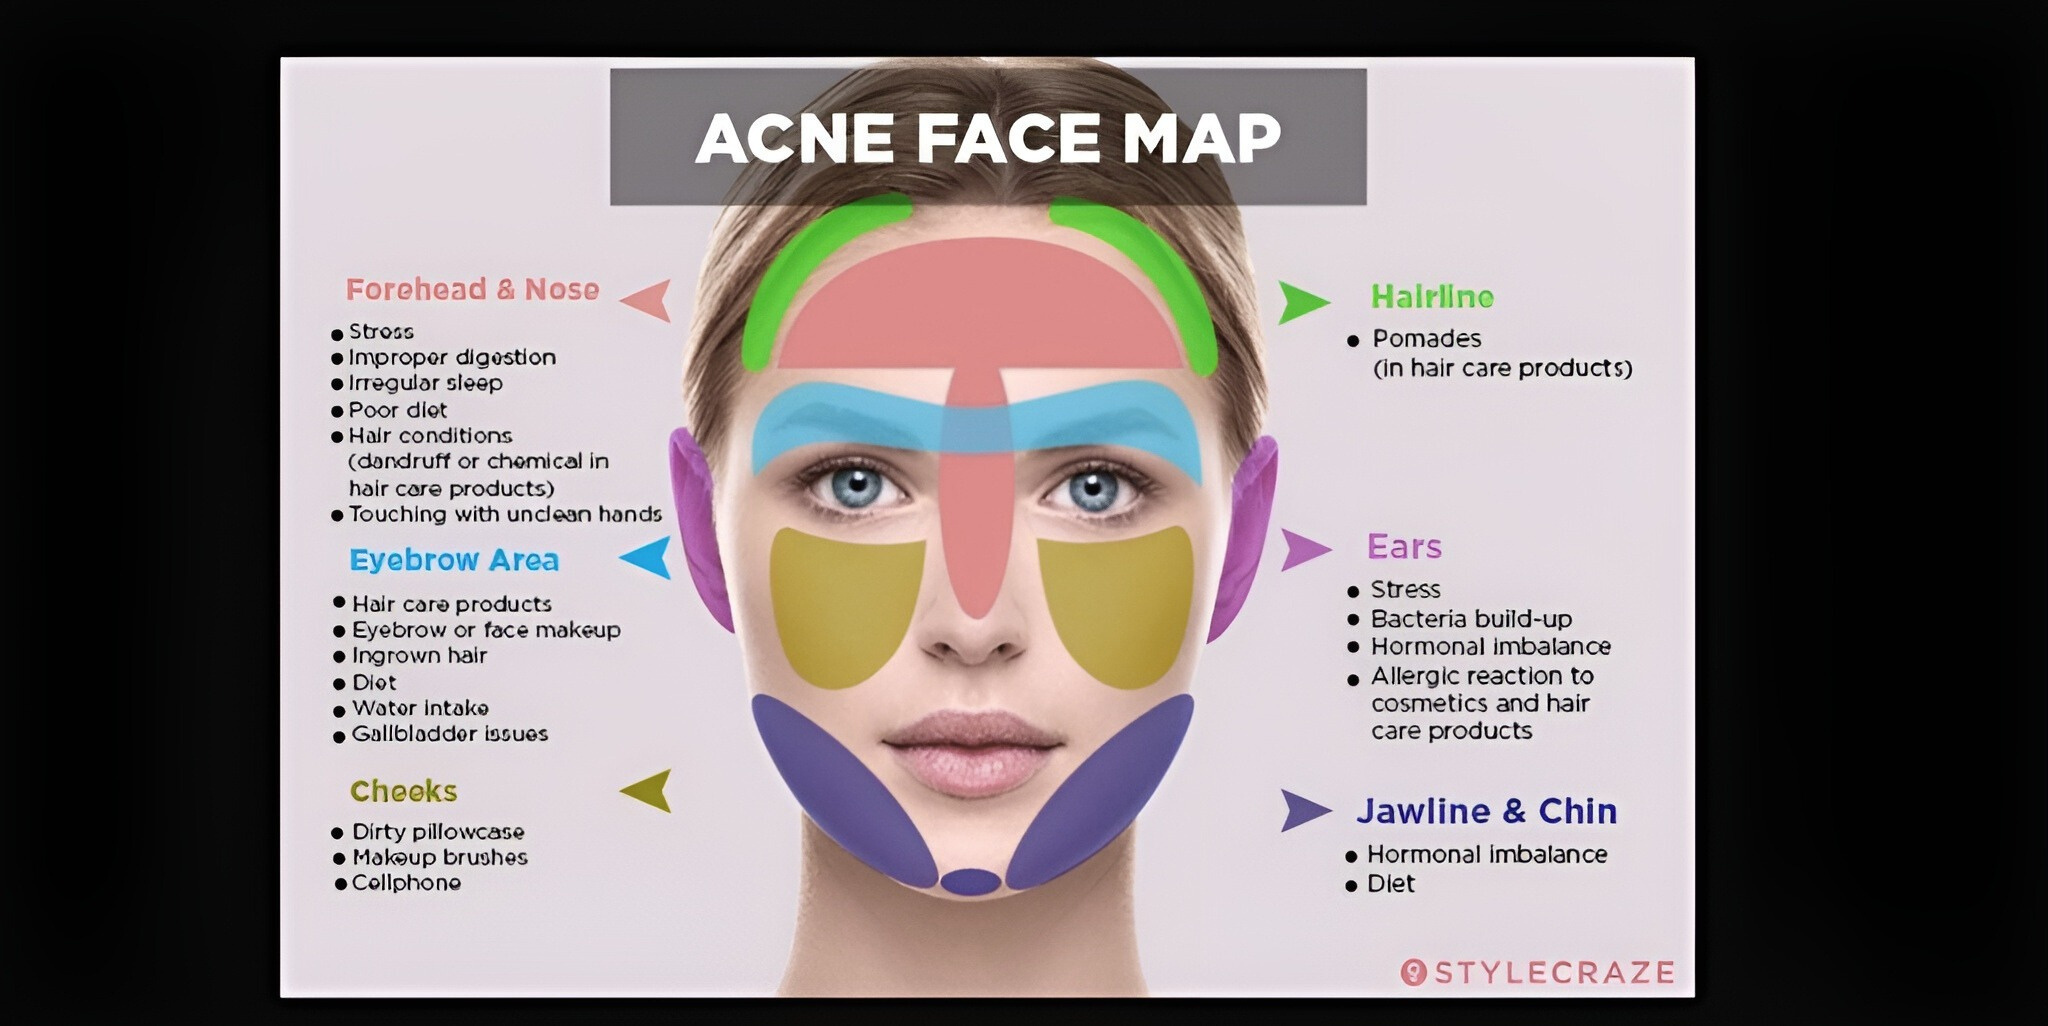 ACNE FACE MAP
Forehead & Nose
Stress
Improper digestion
Irregular sleep
Poor diet
Hair conditions
(dandruff or chemical in
hair care products)
Touching with unclean hands
Eyebrow Area
Hair care products
Eyebrow or face makeup
Ingrown hair
Diet
Water intake
Gallbladder issues
Cheeks
Dirty pillowcase
Makeup brushes
Cellphone
Hairline
Pomades
(in hair care products)
Ears
Stress
Bacteria build-up
Hormonal imbalance
Allergic reaction to
cosmetics and hair
care products
Jawline & Chin
Hormonal imbalance
Diet
STYLECRAZE